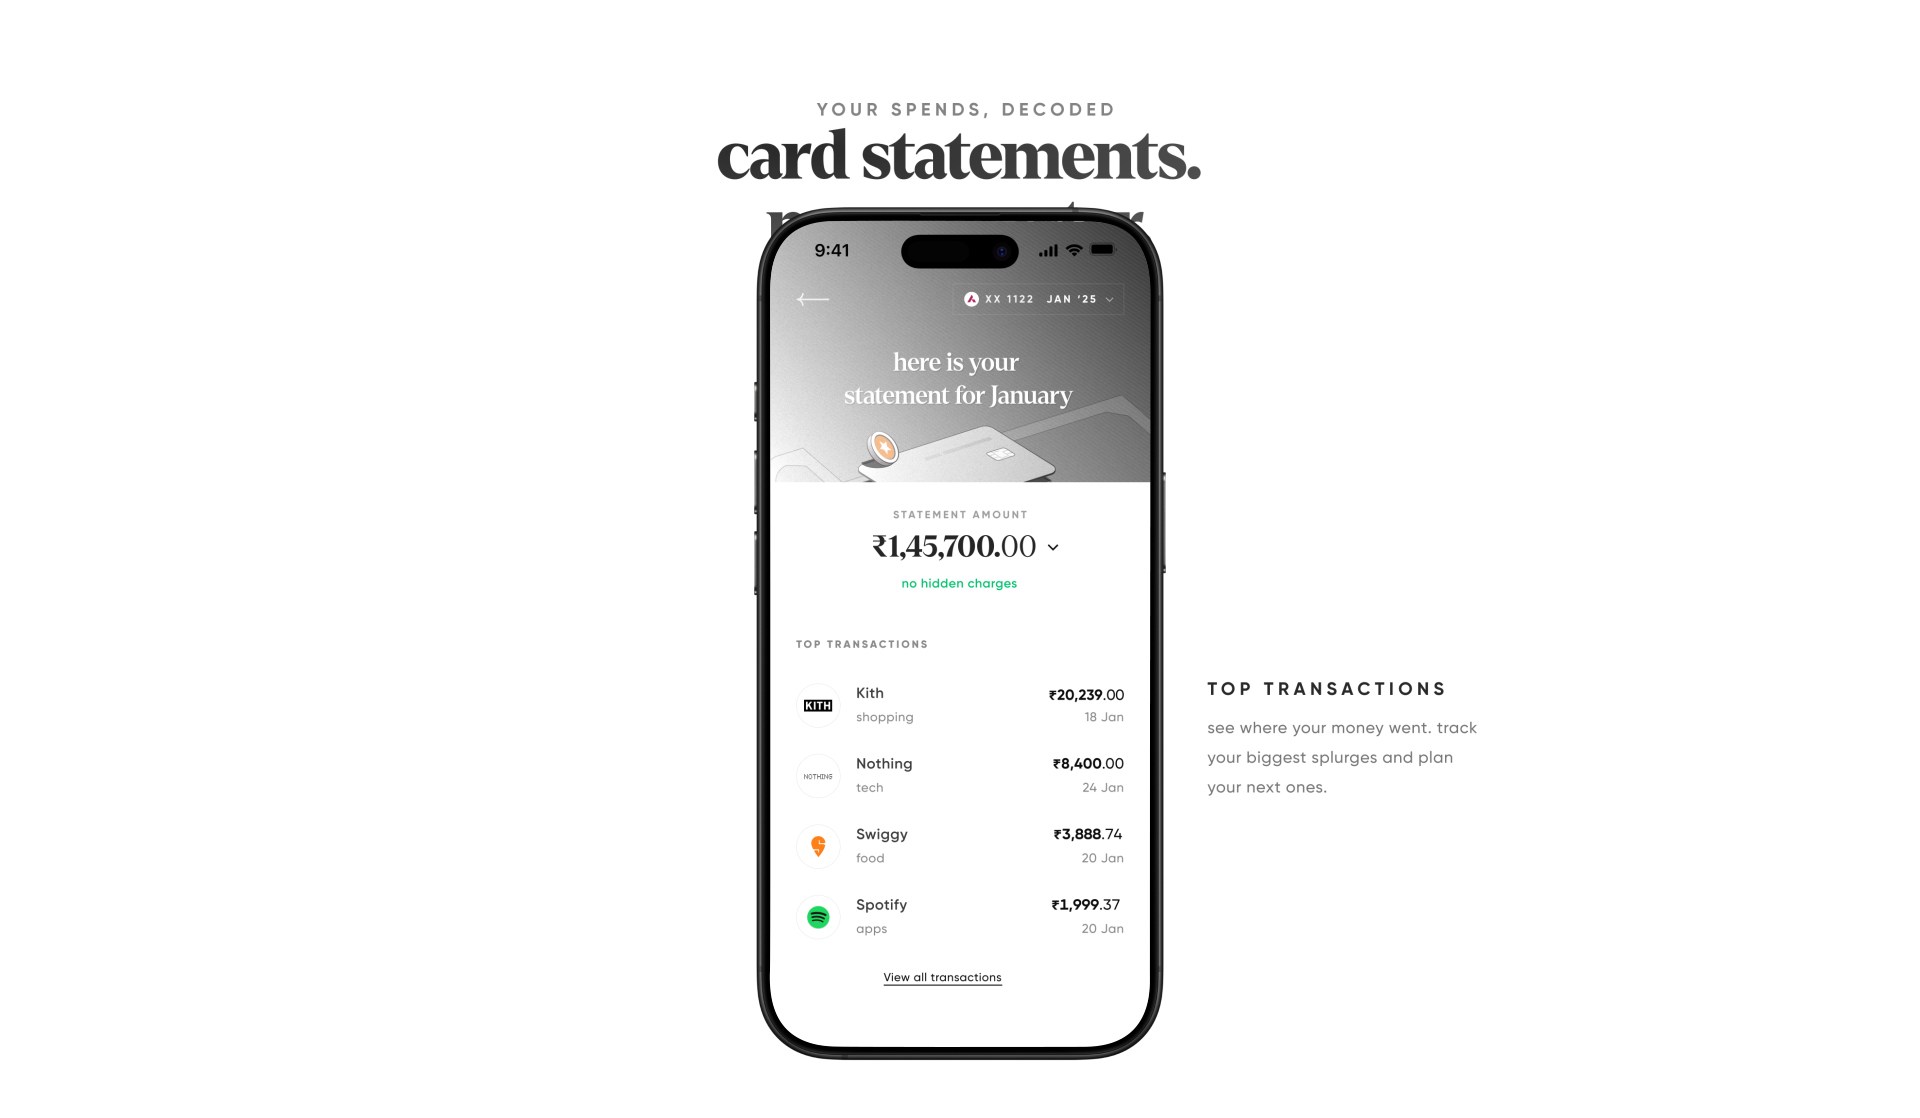 YOUR SPENDS, DECODED
card statements.
9:41
XX 1122 JAN '25
here is your
statement for January
STATEMENT AMOUNT
₹1,45,700.00
no hidden charges
TOP TRANSACTIONS
KITH
Kith
₹20,239.00
shopping
18 Jan
NOTHING
Nothing
₹8,400.00
tech
24 Jan
Swiggy
₹3,888.74
food
20 Jan
Spotify
₹1,999.37
apps
20 Jan
View all transactions
TOP TRANSACTIONS
see where your money went. track
your biggest splurges and plan
your next ones.